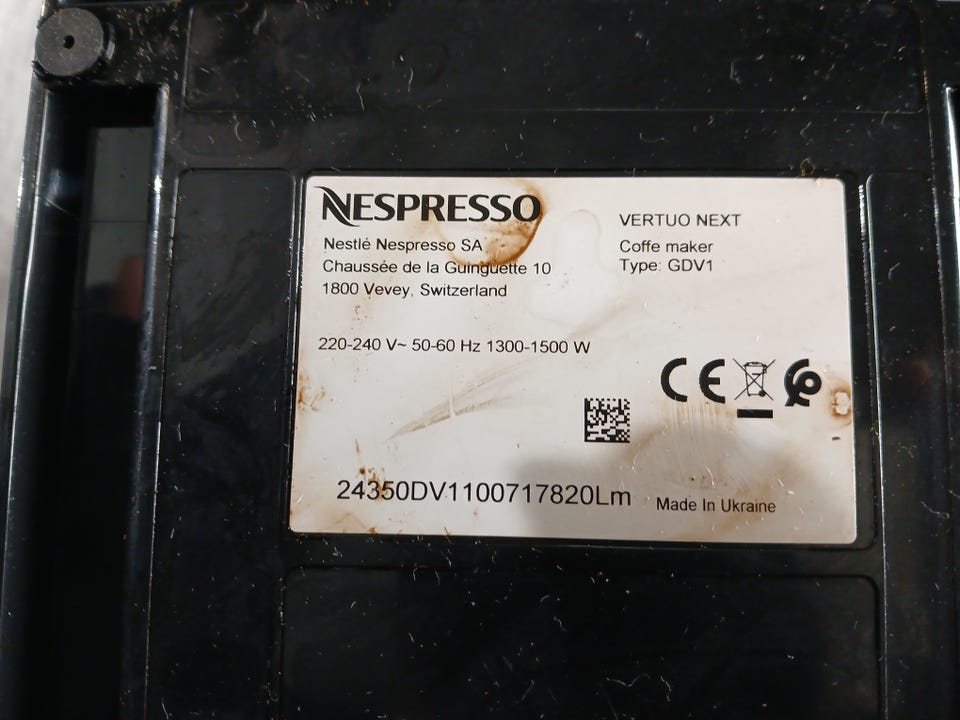 NESPRESSO
Nestlé Nespresso SA
Chaussée de la Guinguette 10
1800 Vevey, Switzerland
VERTUO NEXT
Coffe maker
Type: GDV1
220-240 V~ 50-60 Hz 1300-1500 W
CE
24350DV1100717820Lm
Made In Ukraine